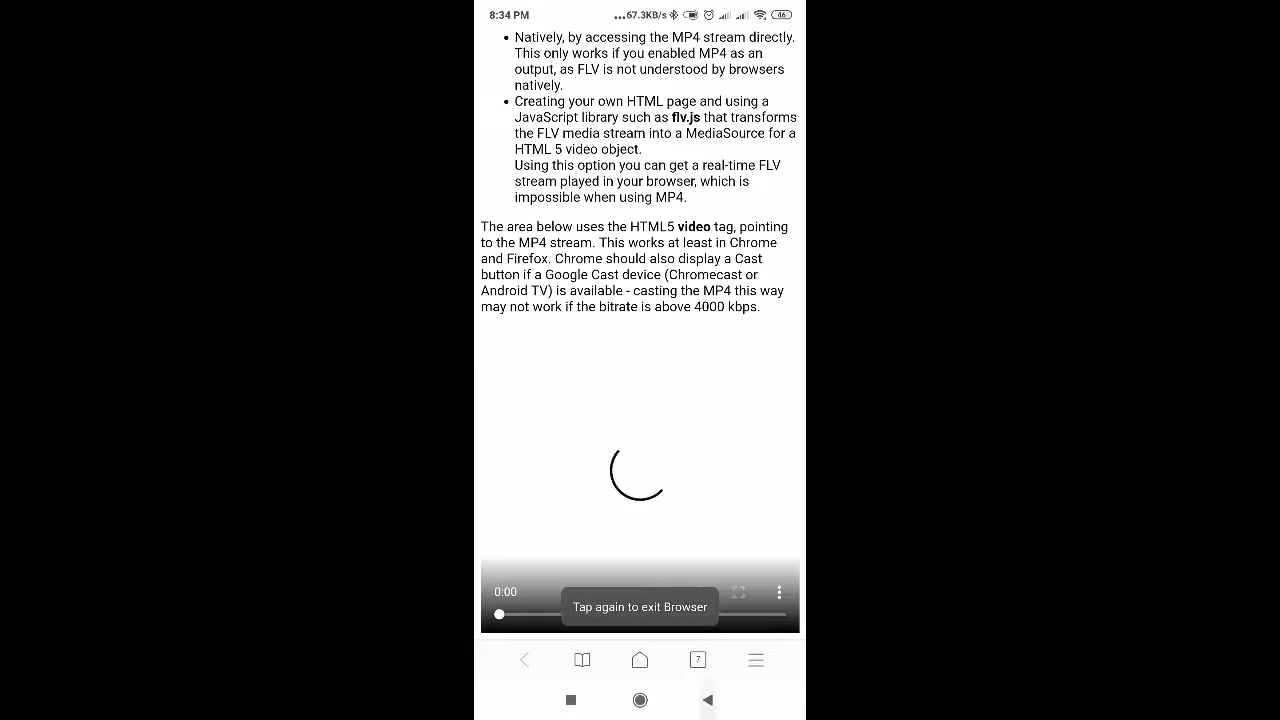 8:34 PM
...67.3KB/s
46
• Natively, by accessing the MP4 stream directly.
This only works if you enabled MP4 as an
output, as FLV is not understood by browsers
natively.
• Creating your own HTML page and using a
JavaScript library such as flv.js that transforms
the FLV media stream into a MediaSource for a
HTML 5 video object.
Using this option you can get a real-time FLV
stream played in your browser, which is
impossible when using MP4.
The area below uses the HTML5 video tag, pointing
to the MP4 stream. This works at least in Chrome
and Firefox. Chrome should also display a Cast
button if a Google Cast device (Chromecast or
Android TV) is available - casting the MP4 this way
may not work if the bitrate is above 4000 kbps.
0:00
Tap again to exit Browser
7